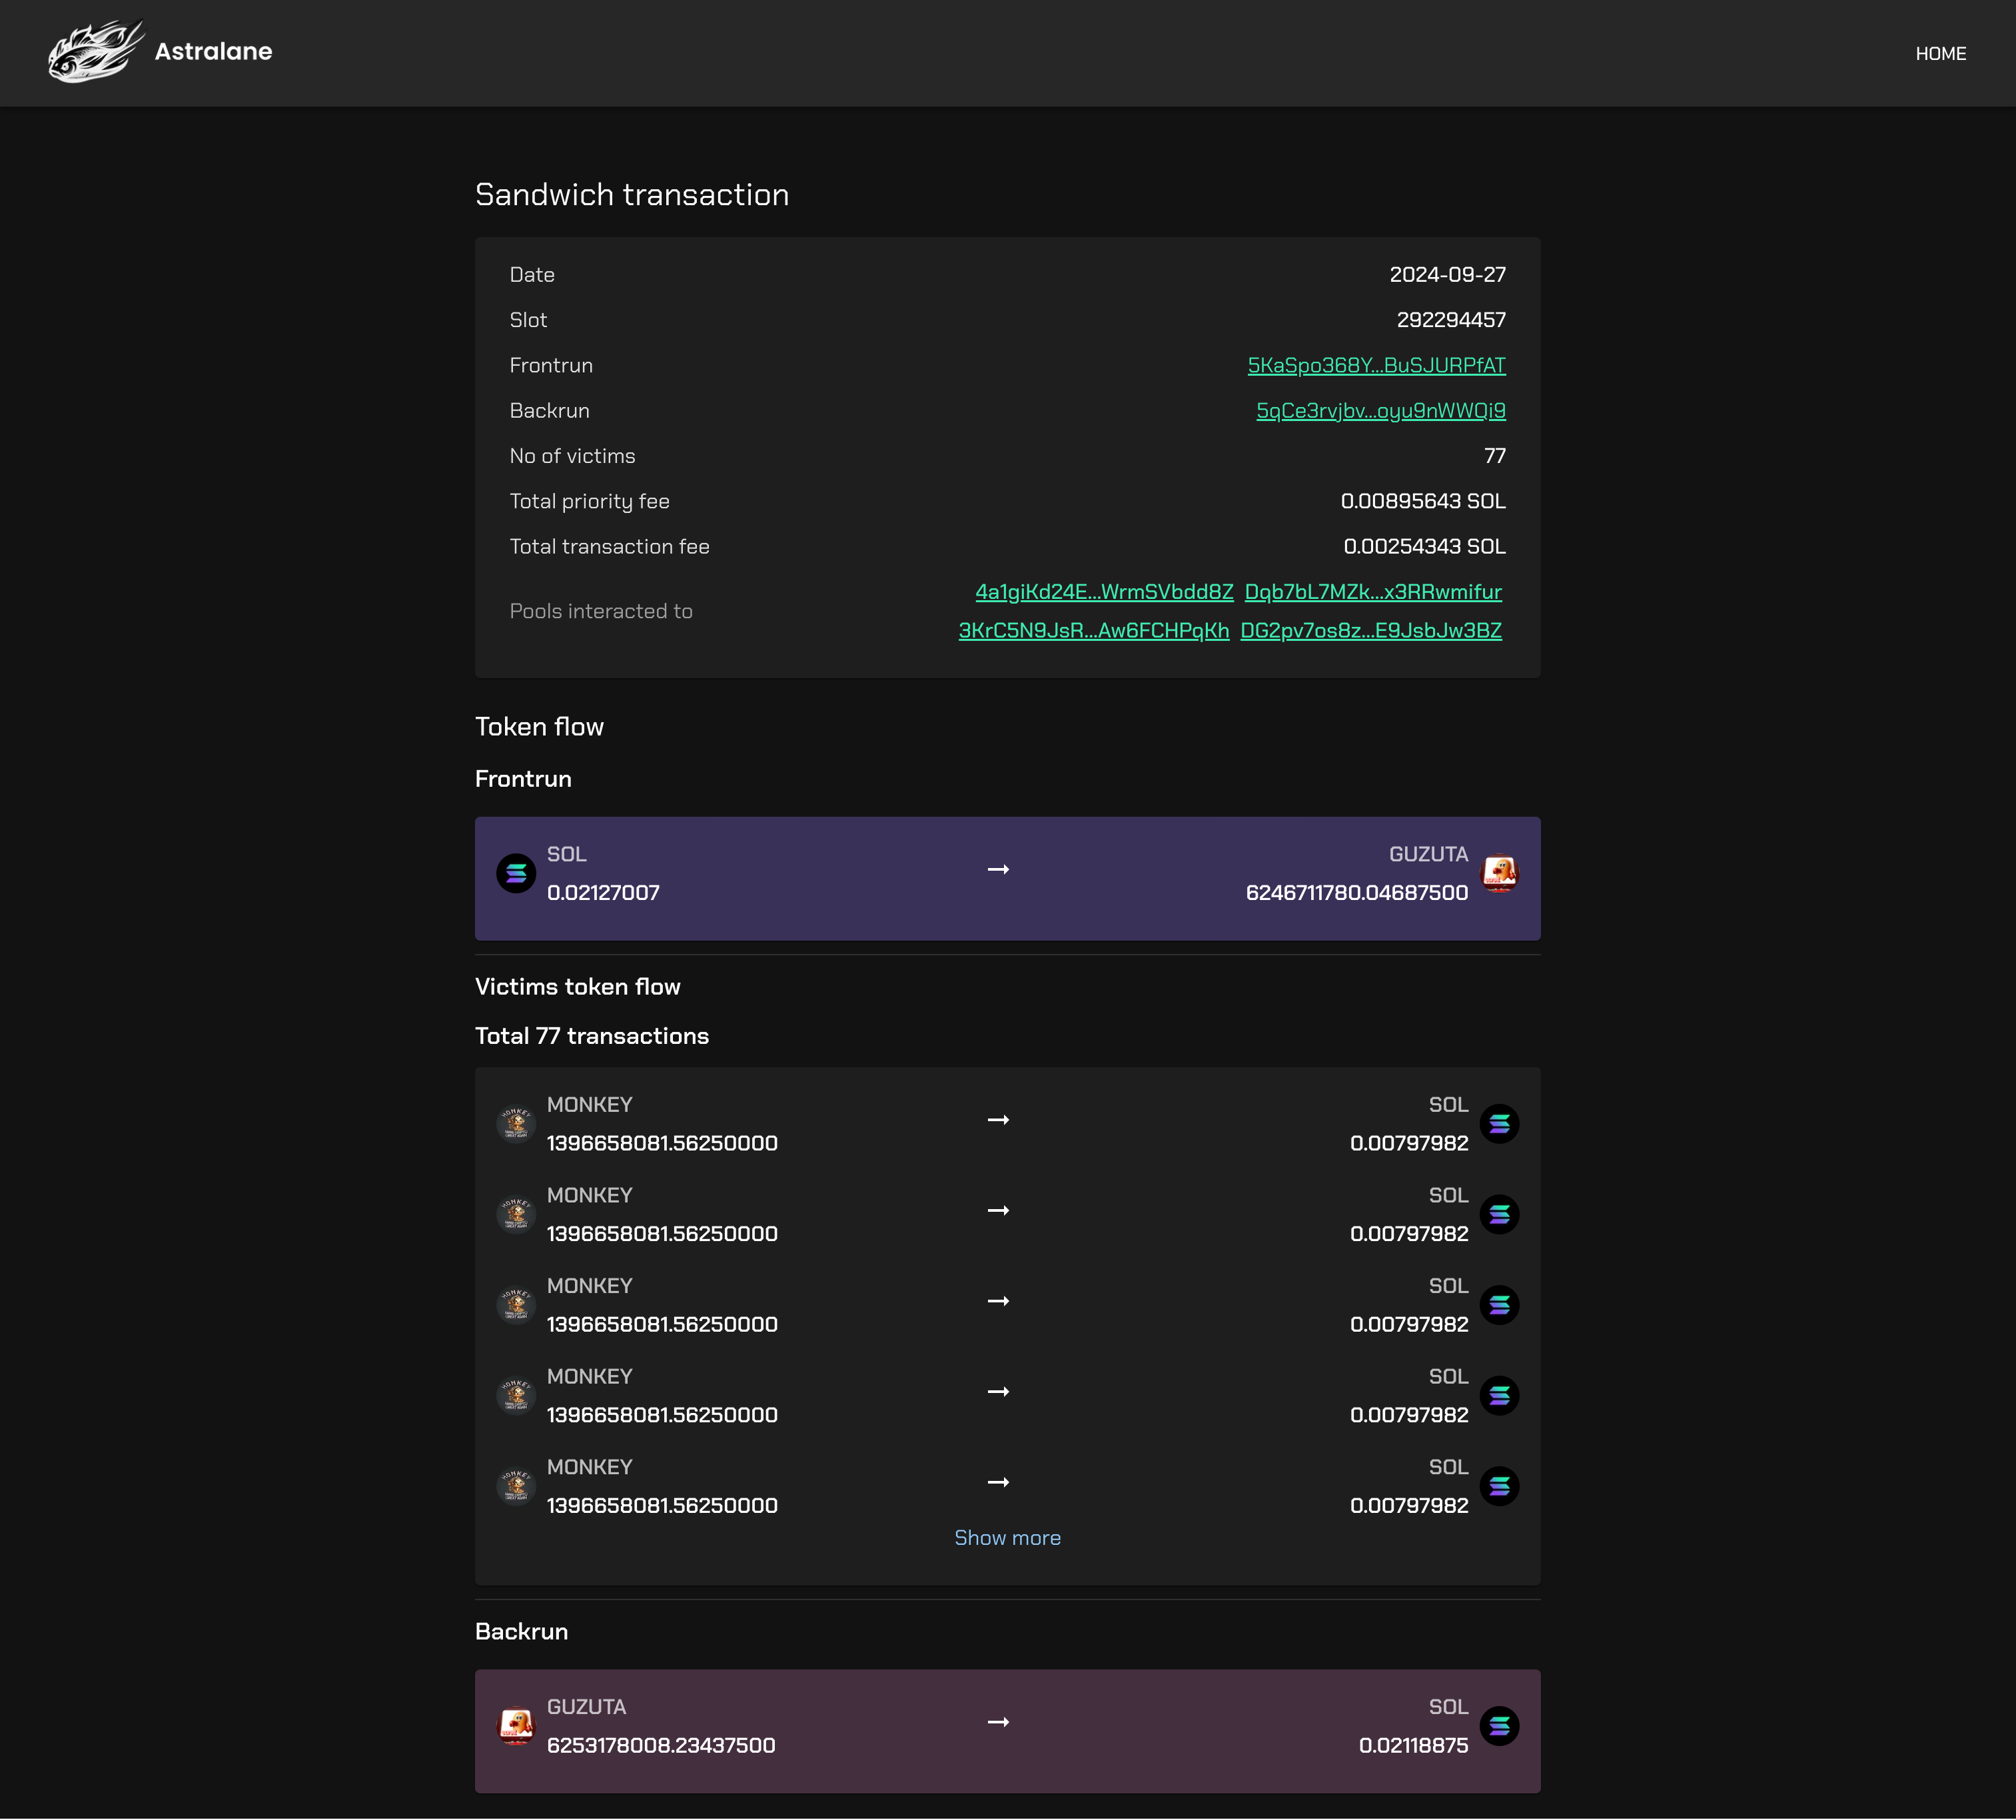 Astralane
HOME
Sandwich transaction
Date 2024-09-27
Slot 292294457
Frontrun 5KaSpo368Y...BuSJURPfAT
Backrun 5qCe3rvjbv...oyu9nWWQi9
No of victims 77
Total priority fee 0.00895643 SOL
Total transaction fee 0.00254343 SOL
Pools interacted to
4a1giKd24E...WrmSVbdd8Z Dqb7bL7MZk...x3RRwmifur
3KrC5N9JsR...Aw6FCHPqKh DG2pv7os8z...E9JsbJw3BZ
Token flow
Frontrun
SOL → GUZUTA
0.02127007 6246711780.04687500
Victims token flow
Total 77 transactions
MONKEY → SOL
1396658081.56250000 0.00797982
MONKEY → SOL
1396658081.56250000 0.00797982
MONKEY → SOL
1396658081.56250000 0.00797982
MONKEY → SOL
1396658081.56250000 0.00797982
MONKEY → SOL
1396658081.56250000 0.00797982
Show more
Backrun
GUZUTA → SOL
6253178008.23437500 0.02118875